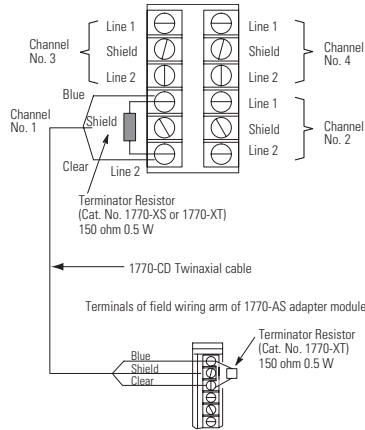 Line 1
Shield
Line 2
Channel
No. 3
Line 1
Shield
Line 2
Channel
No. 4
Blue
Shield
Clear
Line 2
Channel
No. 1
Line 1
Shield
Line 2
Channel
No. 2
Terminator Resistor
(Cat. No. 1770-XS or 1770-XT)
150 ohm 0.5 W
1770-CD Twinaxial cable
Terminals of field wiring arm of 1770-AS adapter module
Terminator Resistor
(Cat. No. 1770-XT)
150 ohm 0.5 W
Blue
Shield
Clear